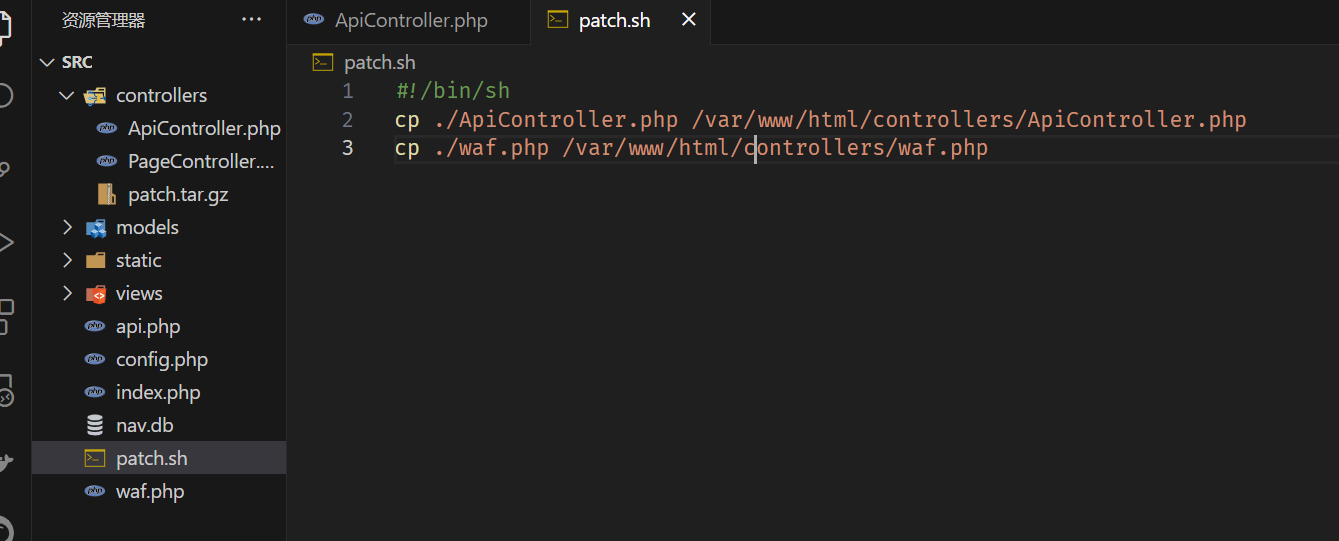 资源管理器 ···
SRC
controllers
ApiController.php
PageController....
patch.tar.gz
models
static
views
api.php
config.php
index.php
nav.db
patch.sh
waf.php
ApiController.php patch.sh
patch.sh
1 #!/bin/sh
2 cp ./ApiController.php /var/www/html/controllers/ApiController.php
3 cp ./waf.php /var/www/html/controllers/waf.php